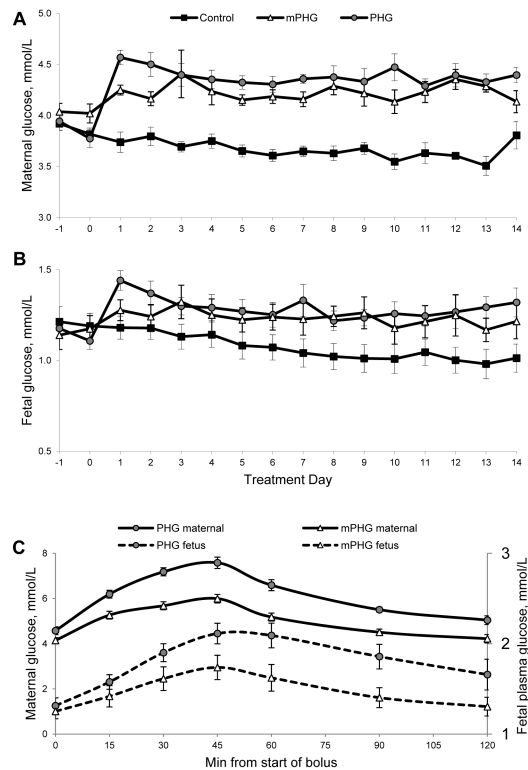 A
Control mPHG PHG
Maternal glucose, mmol/L
5.0
4.5
4.0
3.5
3.0
-1 0 1 2 3 4 5 6 7 8 9 10 11 12 13 14
B
Fetal glucose, mmol/L
1.5
1.0
0.5
-1 0 1 2 3 4 5 6 7 8 9 10 11 12 13 14
Treatment Day
PHG maternal mPHG maternal
PHG fetus mPHG fetus
C
Maternal glucose, mmol/L
8
6
4
2
0
3
2
1
Fetal plasma glucose, mmol/L
0 15 30 45 60 75 90 105 120
Min from start of bolus